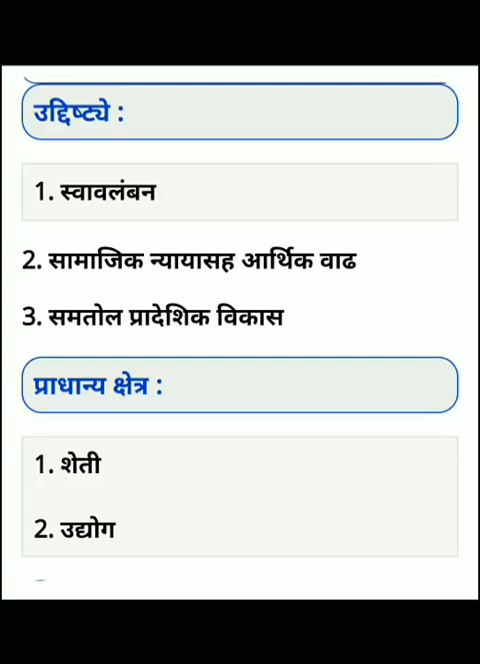 उद्दिष्ट्ये :
1. स्वावलंबन
2. सामाजिक न्यायासह आर्थिक वाढ
3. समतोल प्रादेशिक विकास
प्राधान्य क्षेत्र :
1. शेती
2. उद्योग